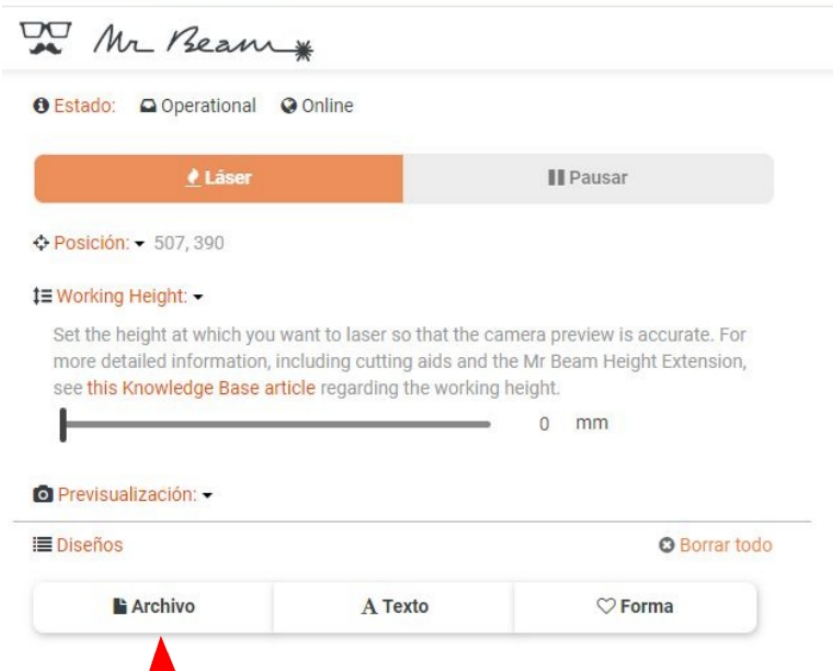 Mr Beam
Estado: Operational Online
Láser Pausar
Posición: 507, 390
Working Height:
Set the height at which you want to laser so that the camera preview is accurate. For
more detailed information, including cutting aids and the Mr Beam Height Extension,
see this Knowledge Base article regarding the working height.
0 mm
Previsualización:
Diseños Borrar todo
Archivo Texto Forma